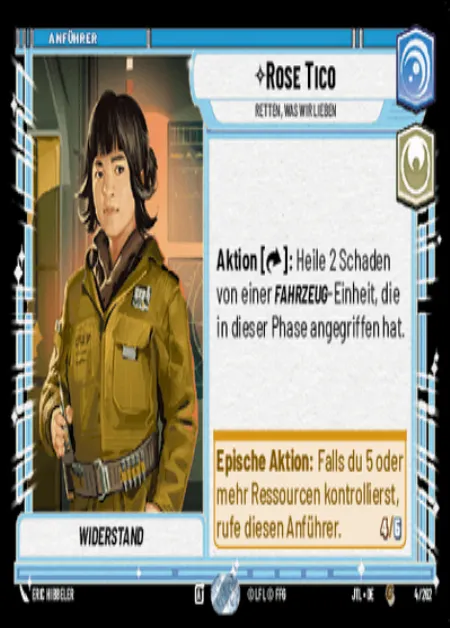 ANFÜHRER
ROSE TICO
RETTEN, WAS WIR LIEBEN
Aktion [ ]: Heile 2 Schaden
von einer FAHRZEUG-Einheit, die
in dieser Phase angegriffen hat.
Epische Aktion: Falls du 5 oder
mehr Ressourcen kontrollierst,
rufe diesen Anführer.
4/6
WIDERSTAND
ERIC HIBBELER
© LFL © FFG
JTL • DE
4/262